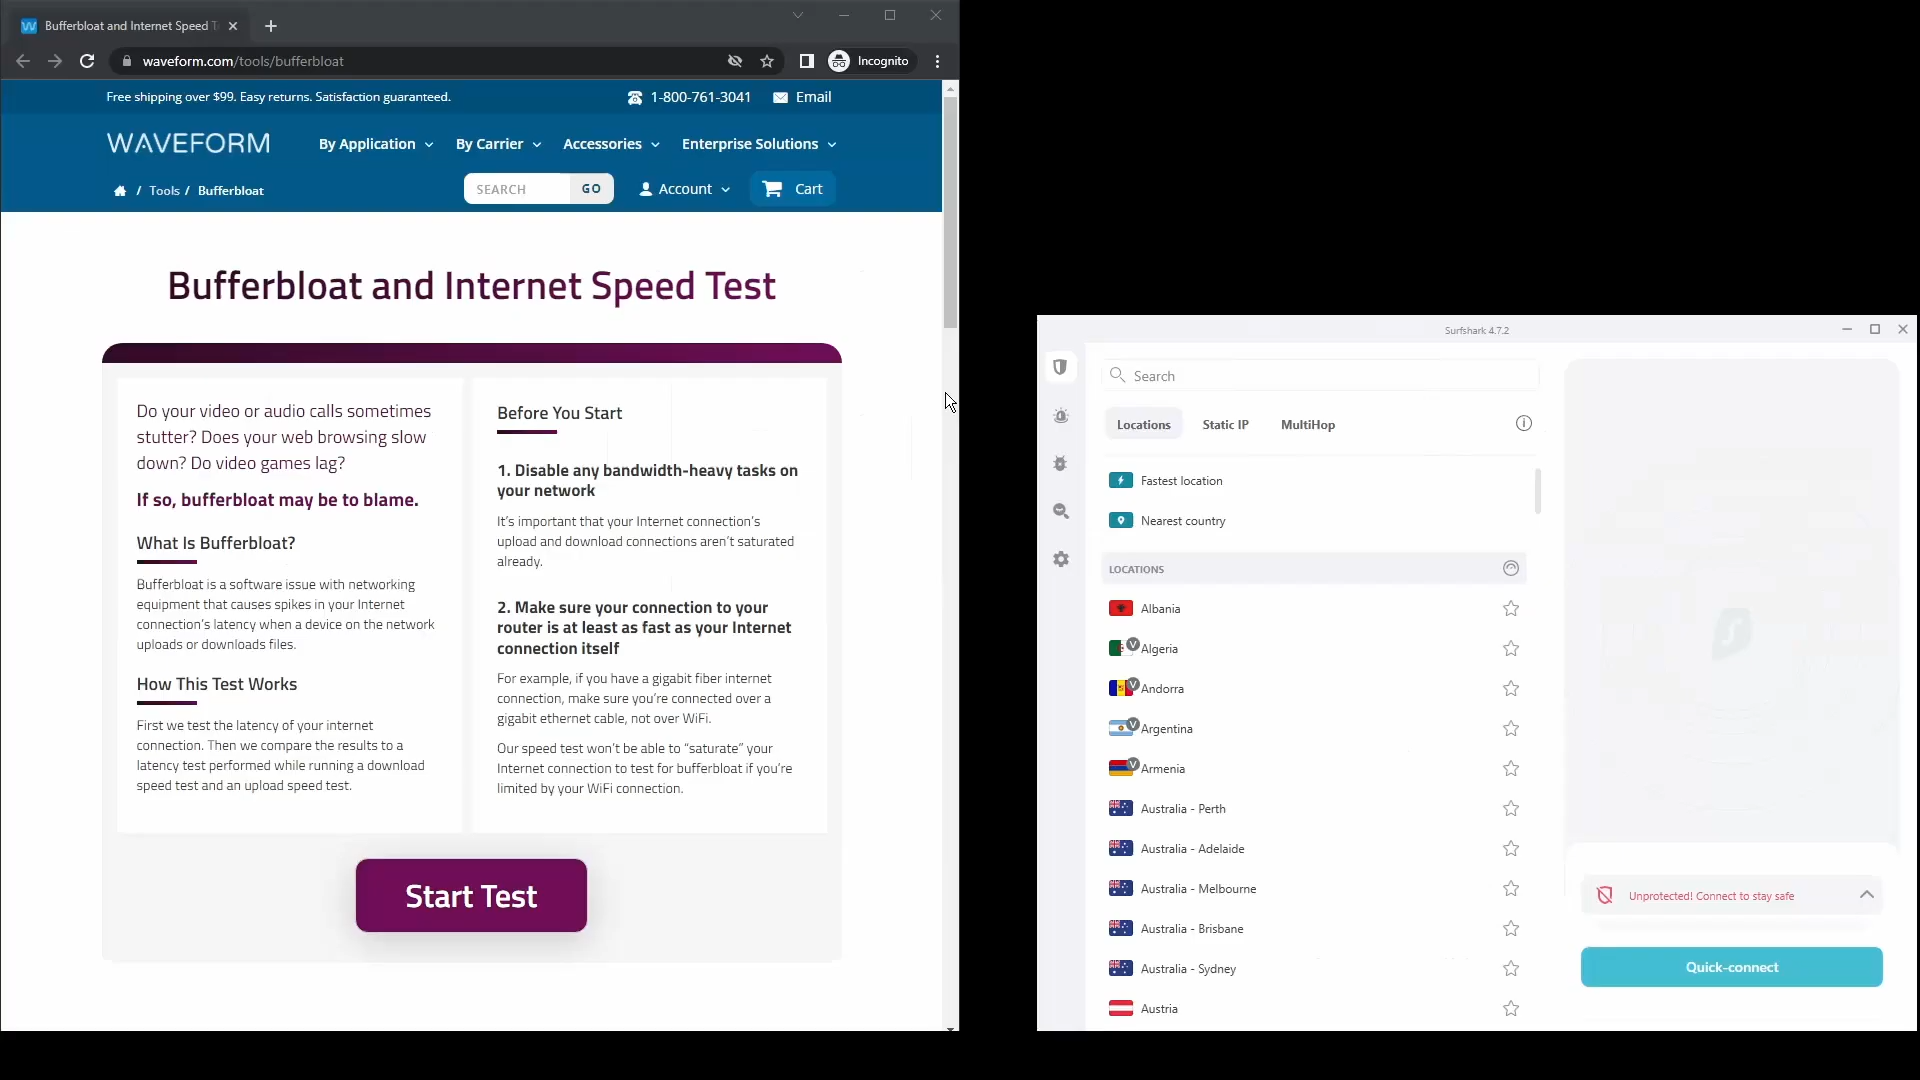 Bufferbloat and Internet Speed T
waveform.com/tools/bufferbloat
Incognito
Free shipping over $99. Easy returns. Satisfaction guaranteed.
1-800-761-3041
Email
WAVEFORM
By Application
By Carrier
Accessories
Enterprise Solutions
/ Tools / Bufferbloat
SEARCH
GO
Account
Cart
Bufferbloat and Internet Speed Test
Do your video or audio calls sometimes
stutter? Does your web browsing slow
down? Do video games lag?
If so, bufferbloat may be to blame.
What Is Bufferbloat?
Bufferbloat is a software issue with networking
equipment that causes spikes in your Internet
connection's latency when a device on the network
uploads or downloads files.
How This Test Works
First we test the latency of your internet
connection. Then we compare the results to a
latency test performed while running a download
speed test and an upload speed test.
Before You Start
1. Disable any bandwidth-heavy tasks on
your network
It's important that your Internet connection's
upload and download connections aren't saturated
already.
2. Make sure your connection to your
router is at least as fast as your Internet
connection itself
For example, if you have a gigabit fiber internet
connection, make sure you're connected over a
gigabit ethernet cable, not over WiFi.
Our speed test won't be able to “saturate” your
Internet connection to test for bufferbloat if you're
limited by your WiFi connection.
Start Test
Surfshark 4.7.2
Search
Locations
Static IP
MultiHop
Fastest location
Nearest country
LOCATIONS
Albania
V
Algeria
V
Andorra
V
Argentina
V
Armenia
Australia - Perth
Australia - Adelaide
Australia - Melbourne
Australia - Brisbane
Australia - Sydney
Austria
Unprotected! Connect to stay safe
Quick-connect